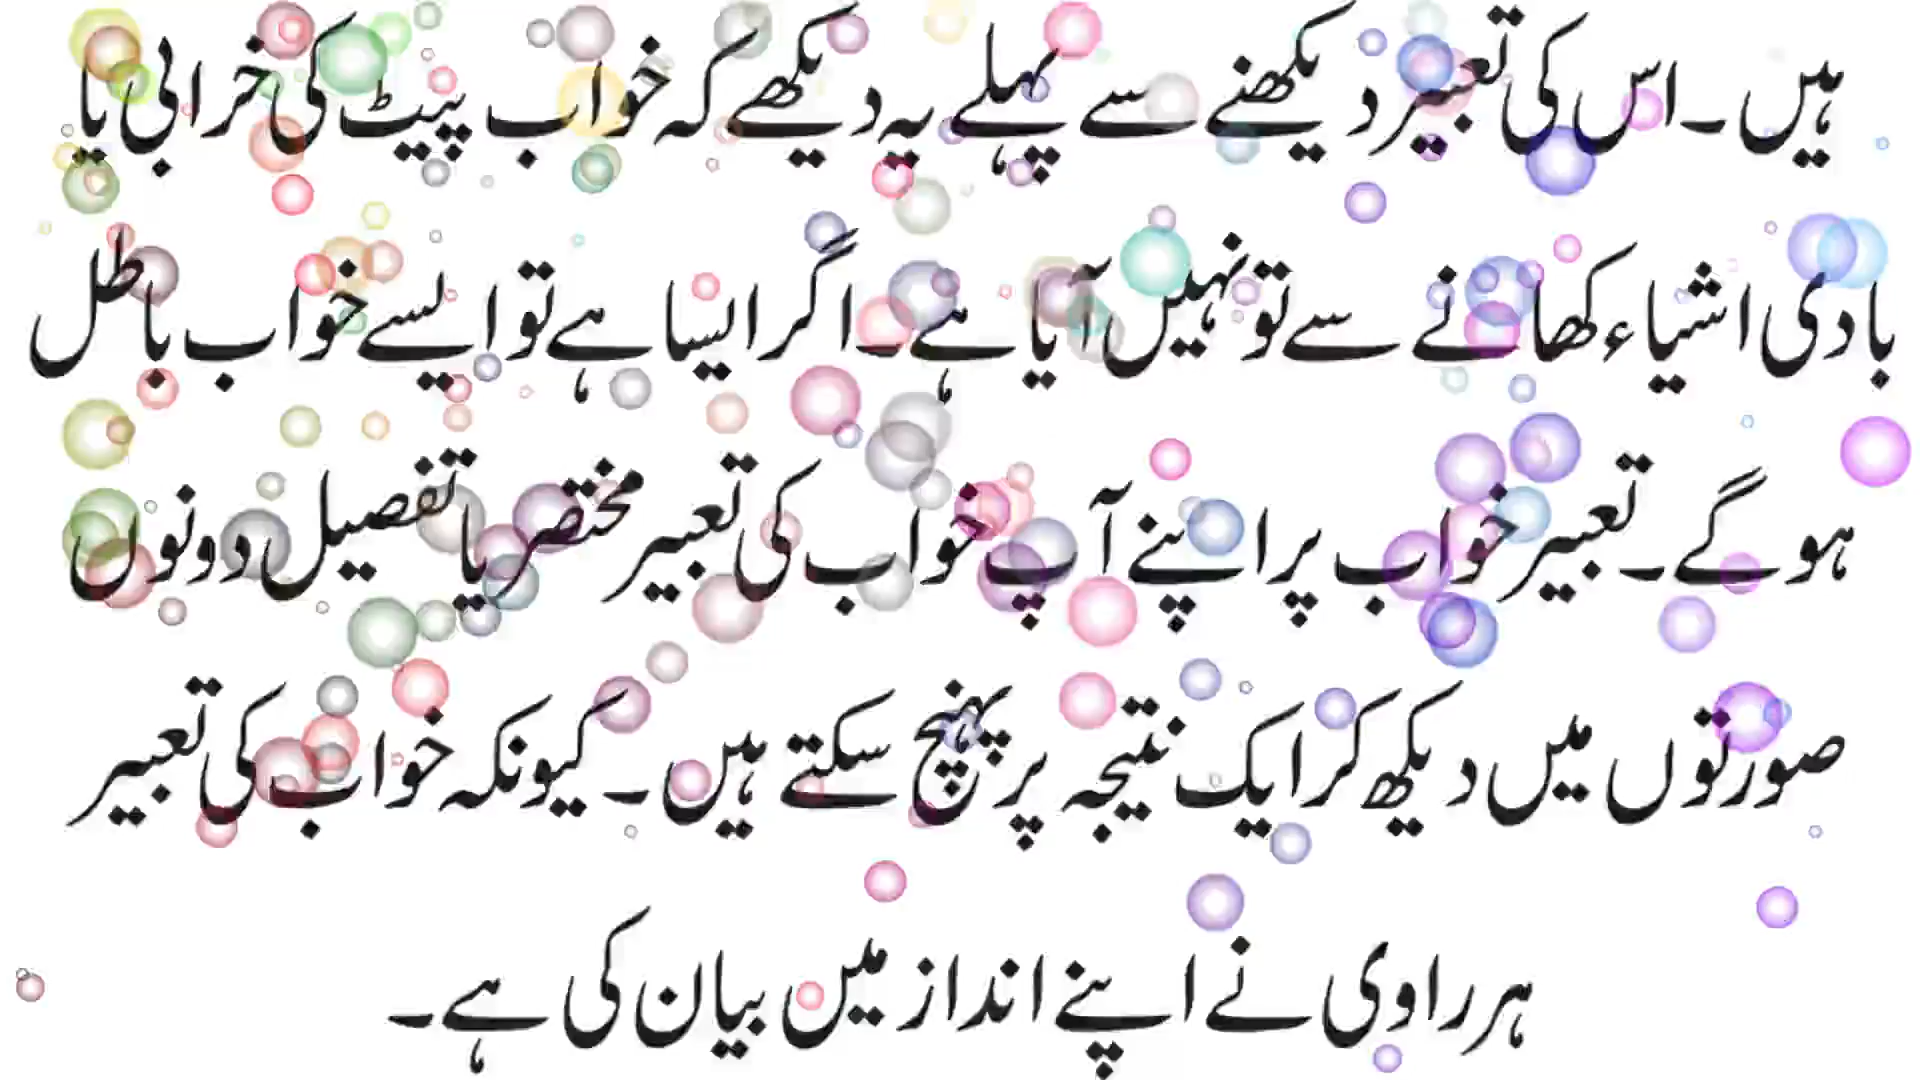 ہیں۔اس کی تعبیر دیکھنے سے پہلے یہ دیکھے کہ خواب پیٹ کی خرابی یا
بادی اشیاء کھانے سے تو نہیں آیا ہے۔اگر ایسا ہے تو ایسے خواب باطل
ہوگے۔تعبیر خواب پر اپنے آپ خواب کی تعبیر مختصر یا تفصیل دونوں
صورتوں میں دیکھ کر ایک نتیجہ پر پہنچ سکتے ہیں۔کیونکہ خواب کی تعبیر
ہر راوی نے اپنے انداز میں بیان کی ہے۔